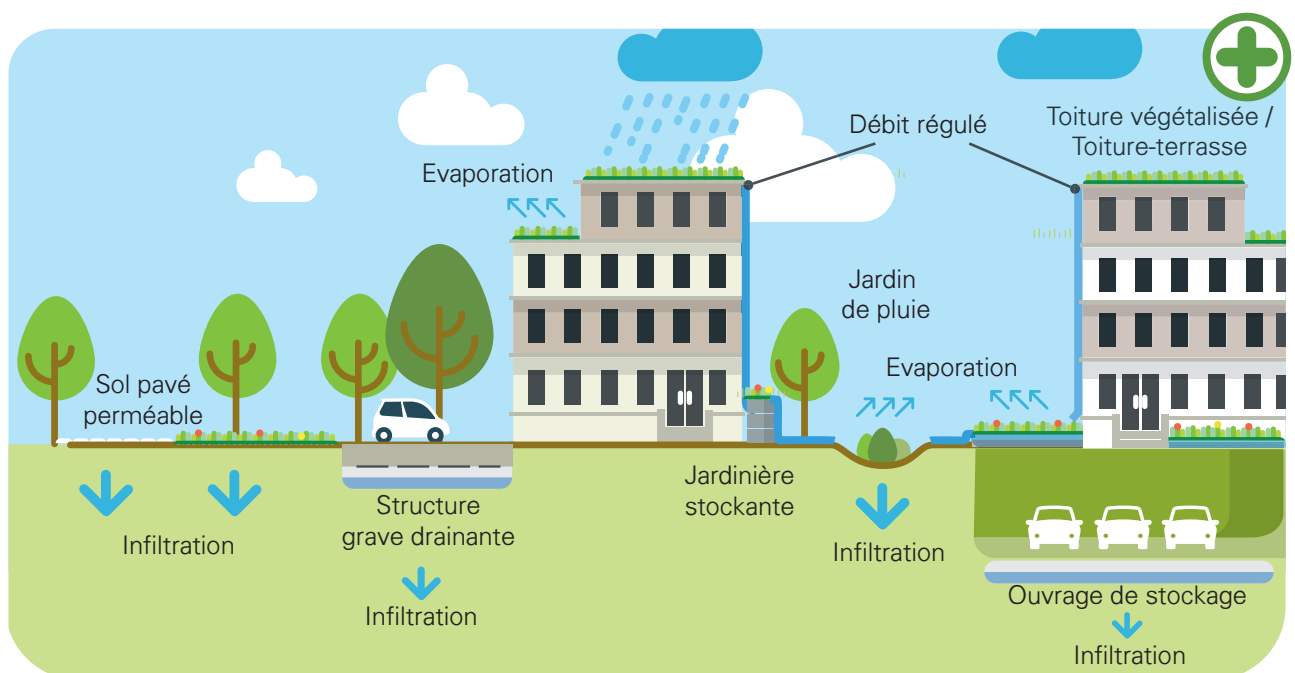 Débit régulé
Toiture végétalisée /
Toiture-terrasse
Evaporation
Jardin
de pluie
Evaporation
Sol pavé
perméable
Jardinière
stockante
Structure
grave drainante
Infiltration
Infiltration
Infiltration
Ouvrage de stockage
Infiltration